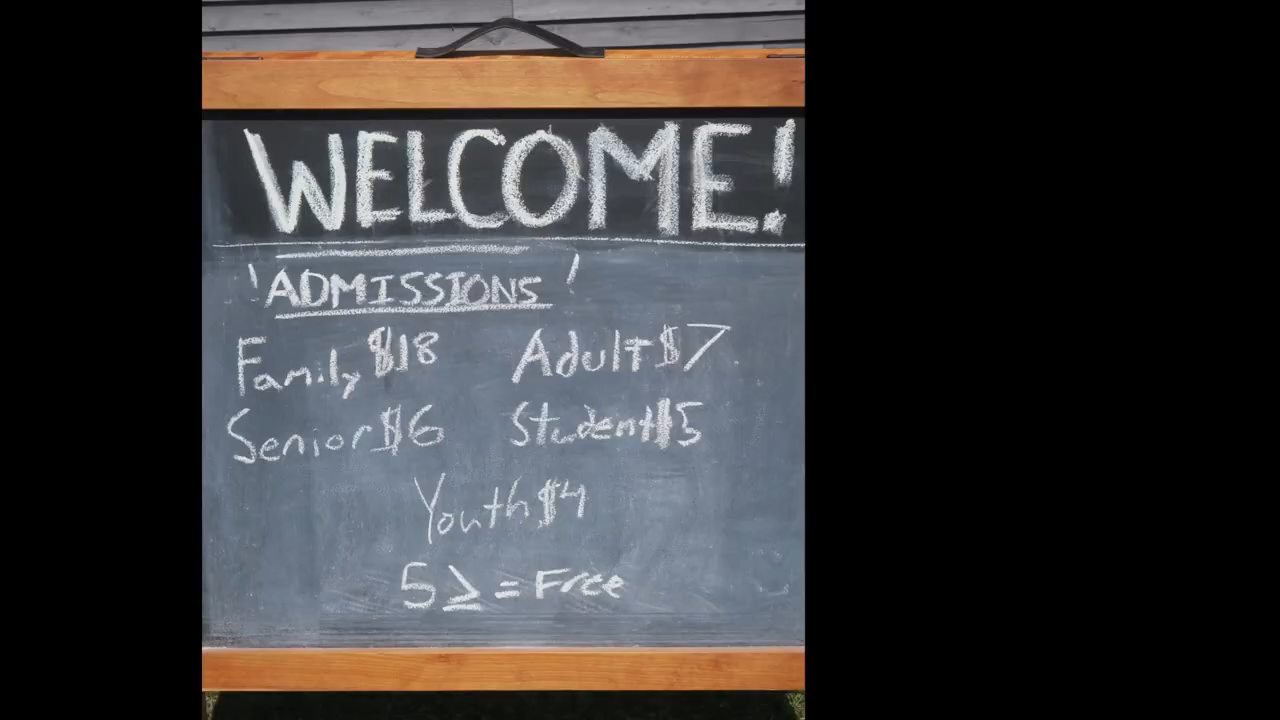 WELCOME!
! ADMISSIONS !
Family $18 Adult $7
Senior $6 Student $5
Youth $4
5 ≥ = Free